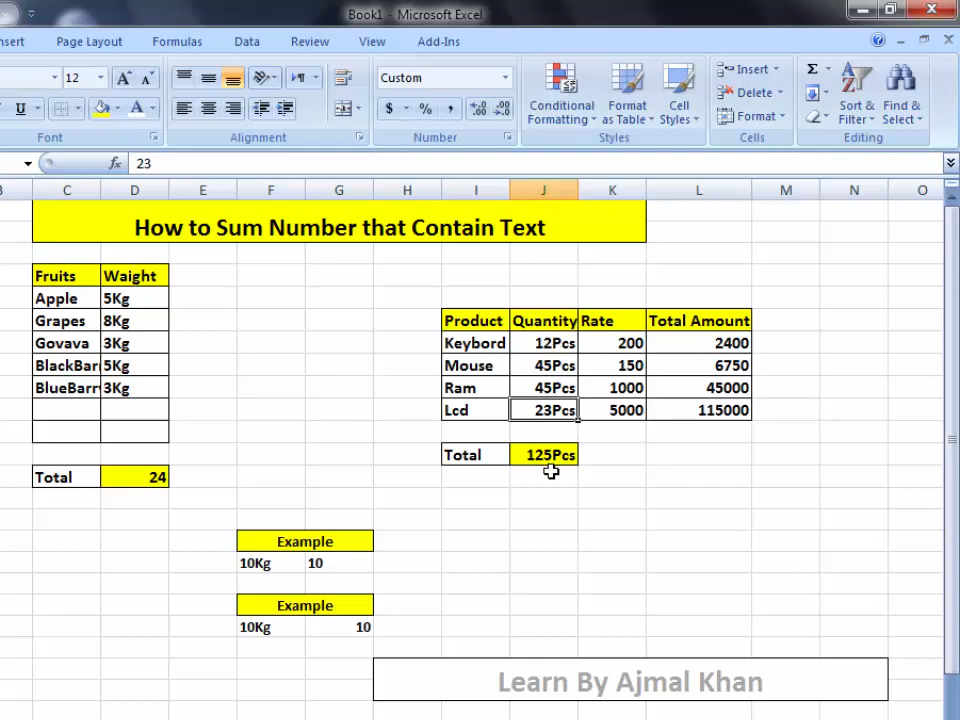 Book1 - Microsoft Excel
nsert Page Layout Formulas Data Review View Add-Ins
12 A A Custom Insert Σ
U A $ % , Conditional Formatting Format as Table Cell Styles Delete Format Sort & Filter Find & Select
Font Alignment Number Styles Cells Editing
fx 23
C D E F G H I J K L M N O
How to Sum Number that Contain Text
Fruits Waight
Apple 5Kg
Grapes 8Kg
Product Quantity Rate Total Amount
Govava 3Kg Keybord 12Pcs 200 2400
BlackBarr 5Kg Mouse 45Pcs 150 6750
BlueBarry 3Kg Ram 45Pcs 1000 45000
Lcd 23Pcs 5000 115000
Total 125Pcs
Total 24
Example
10Kg 10
Example
10Kg 10
Learn By Ajmal Khan